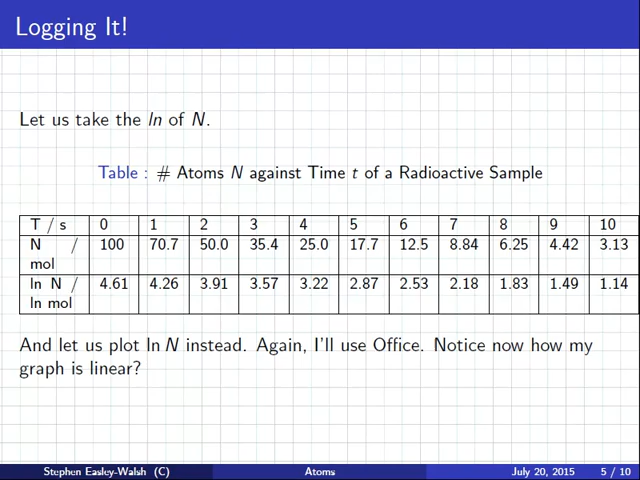 Logging It!
Let us take the ln of N.
Table : # Atoms N against Time t of a Radioactive Sample
T / s 0 1 2 3 4 5 6 7 8 9 10
N / mol 100 70.7 50.0 35.4 25.0 17.7 12.5 8.84 6.25 4.42 3.13
ln N / ln mol 4.61 4.26 3.91 3.57 3.22 2.87 2.53 2.18 1.83 1.49 1.14
And let us plot ln N instead. Again, I'll use Office. Notice now how my
graph is linear?
Stephen Easley-Walsh (C) Atoms July 20, 2015 5 / 10